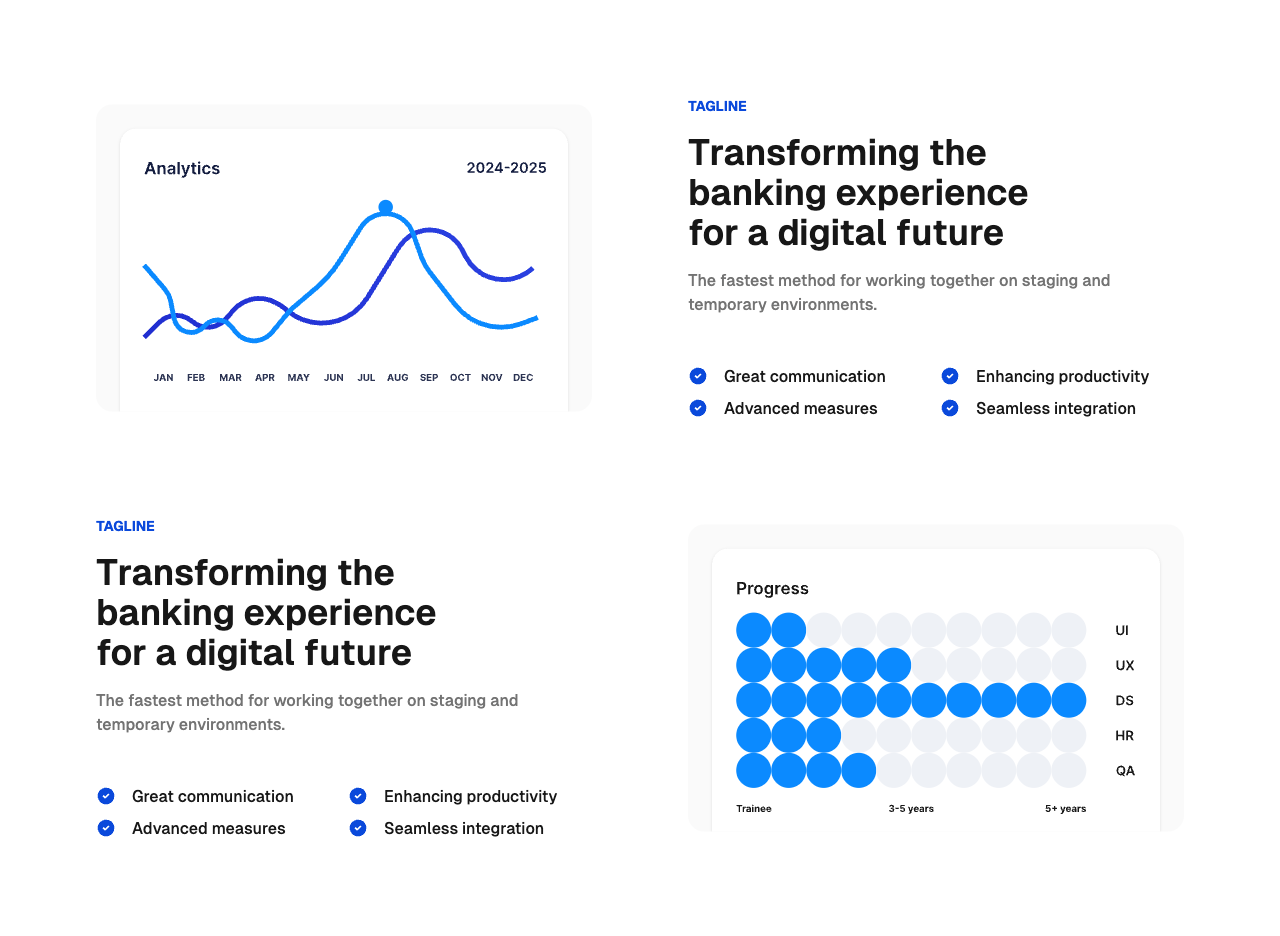 Analytics 2024-2025
JAN FEB MAR APR MAY JUN JUL AUG SEP OCT NOV DEC
TAGLINE
Transforming the
banking experience
for a digital future
The fastest method for working together on staging and
temporary environments.
Great communication Enhancing productivity
Advanced measures Seamless integration
TAGLINE
Transforming the
banking experience
for a digital future
The fastest method for working together on staging and
temporary environments.
Great communication Enhancing productivity
Advanced measures Seamless integration
Progress
UI
UX
DS
HR
QA
Trainee 3-5 years 5+ years